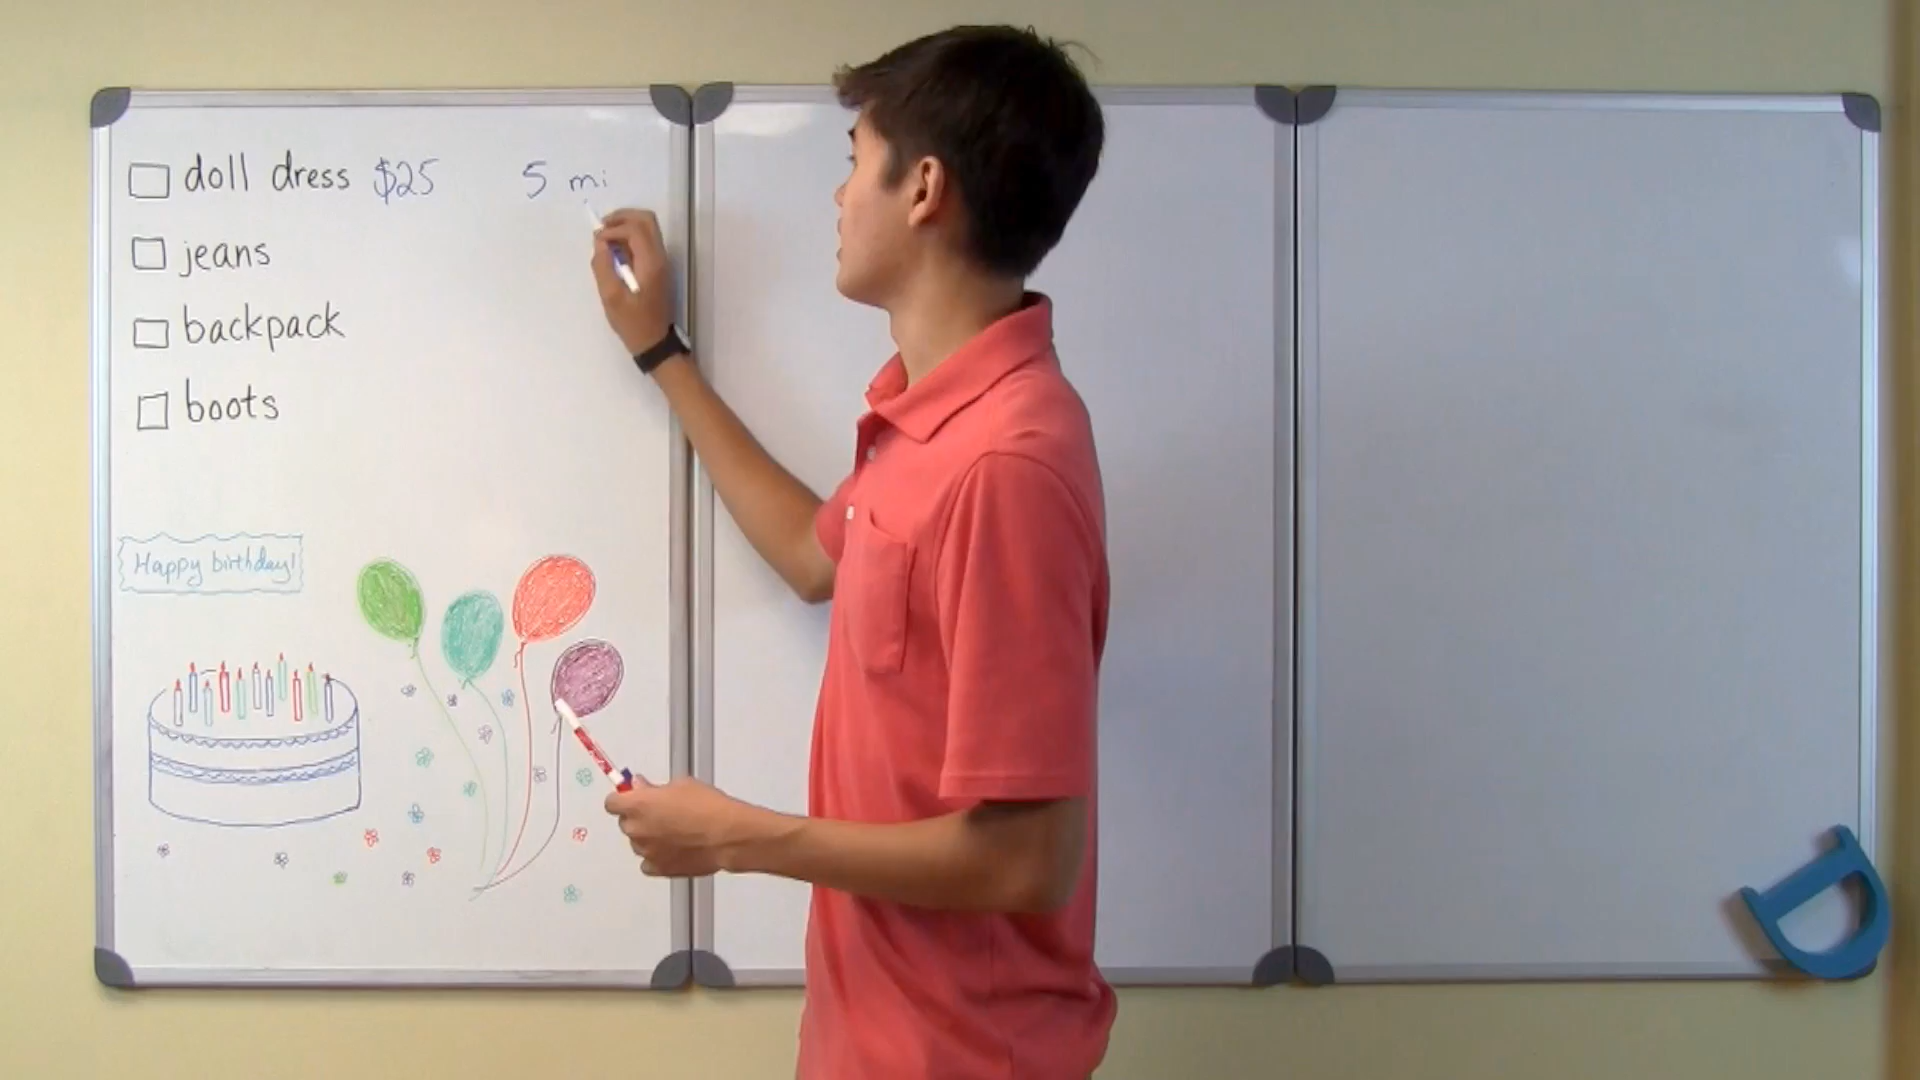 doll dress $25 5 mi
jeans
backpack
boots
Happy birthday!
D